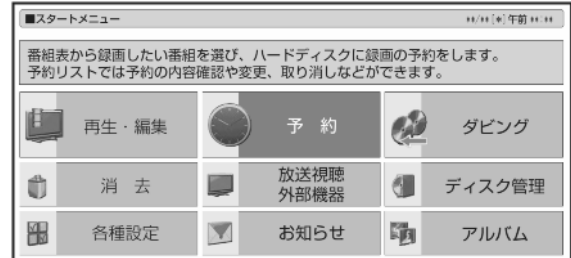 ■スタートメニュー
**/**[*]午前**:**
番組表から録画したい番組を選び、ハードディスクに録画の予約をします。
予約リストでは予約の内容確認や変更、取り消しなどができます。
再生・編集
予 約
ダビング
消 去
放送視聴
外部機器
ディスク管理
各種設定
お知らせ
アルバム